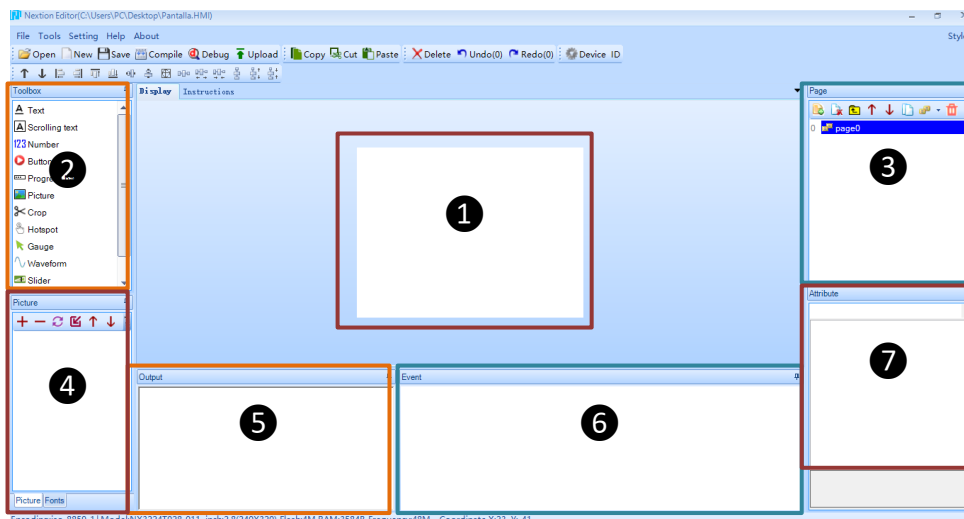 Nextion Editor(C:\Users\PC\Desktop\Pantalla.HMI)
File Tools Setting Help About
Open New Save Compile Debug Upload Copy Cut Paste Delete Undo(0) Redo(0) Device ID
Toolbox
Text
Scrolling text
123 Number
Picture
Crop
Hotspot
Gauge
Waveform
Slider
2
Picture
4
Picture Fonts
Display Instructions
1
Output
5
Event
6
Page
0 page0
3
Attribute
7